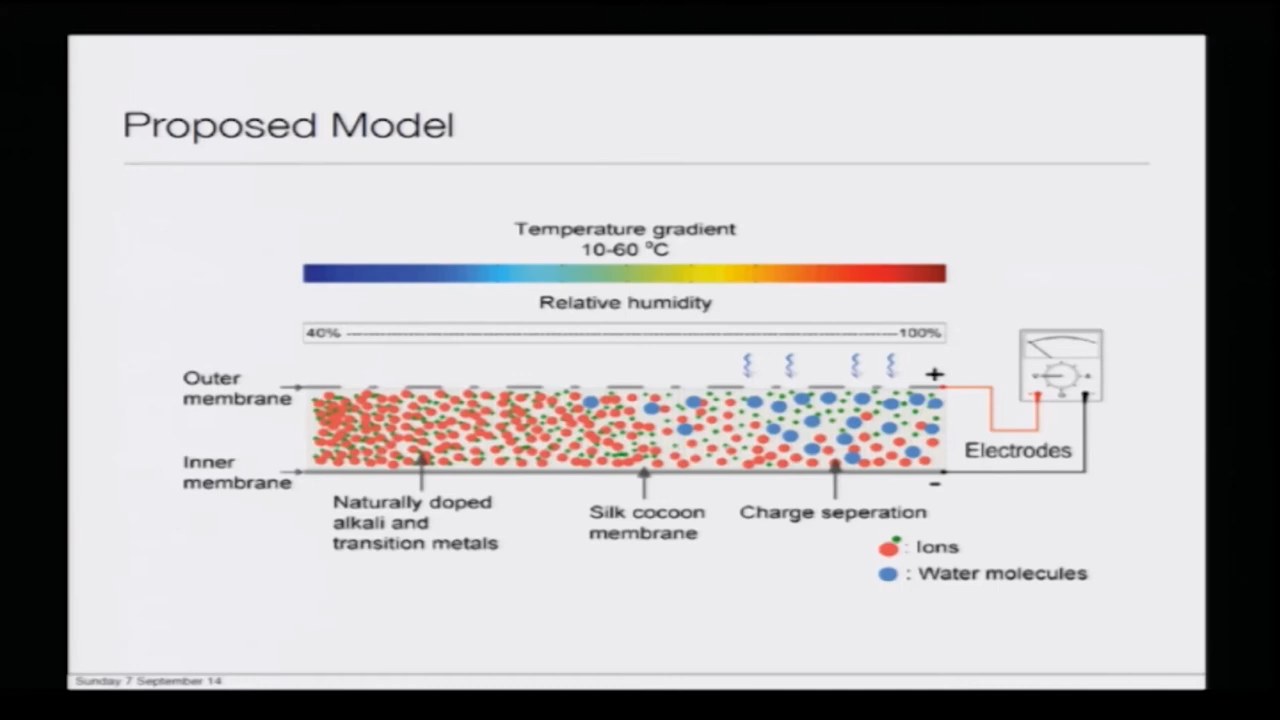 Proposed Model
Temperature gradient
10-60 °C
Relative humidity
40% 100%
Outer
membrane
+
Inner
membrane
-
Electrodes
Naturally doped
alkali and
transition metals
Silk cocoon
membrane
Charge seperation
: Ions
: Water molecules
Sunday 7 September 14